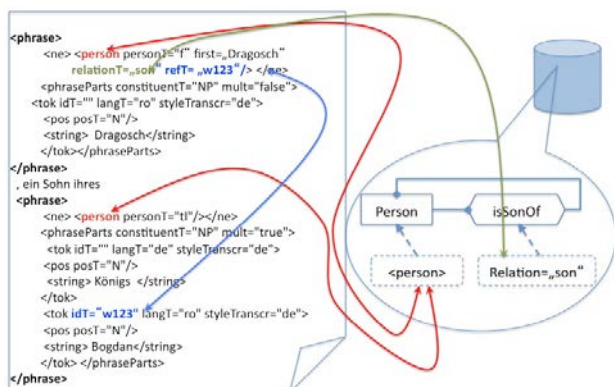 <phrase>
<ne> <person personT="f" first=„Dragosch"
relationT=„son" refT= „w123"/> </ne>
<phraseParts constituentT="NP" mult="false">
<tok idT="" langT="ro" styleTranscr="de">
<pos posT="N"/>
<string> Dragosch</string>
</tok></phraseParts>
</phrase>
, ein Sohn ihres
<phrase>
<ne> <person personT="tl"/></ne>
<phraseParts constituentT="NP" mult="true">
<tok idT="" langT="de" styleTranscr="de">
<pos posT="N"/>
<string> Königs </string>
</tok>
<tok idT="w123" langT="ro" styleTranscr="de">
<pos posT="N"/>
<string> Bogdan</string>
</tok> </phraseParts>
</phrase>
Person
isSonOf
<person>
Relation=„son"